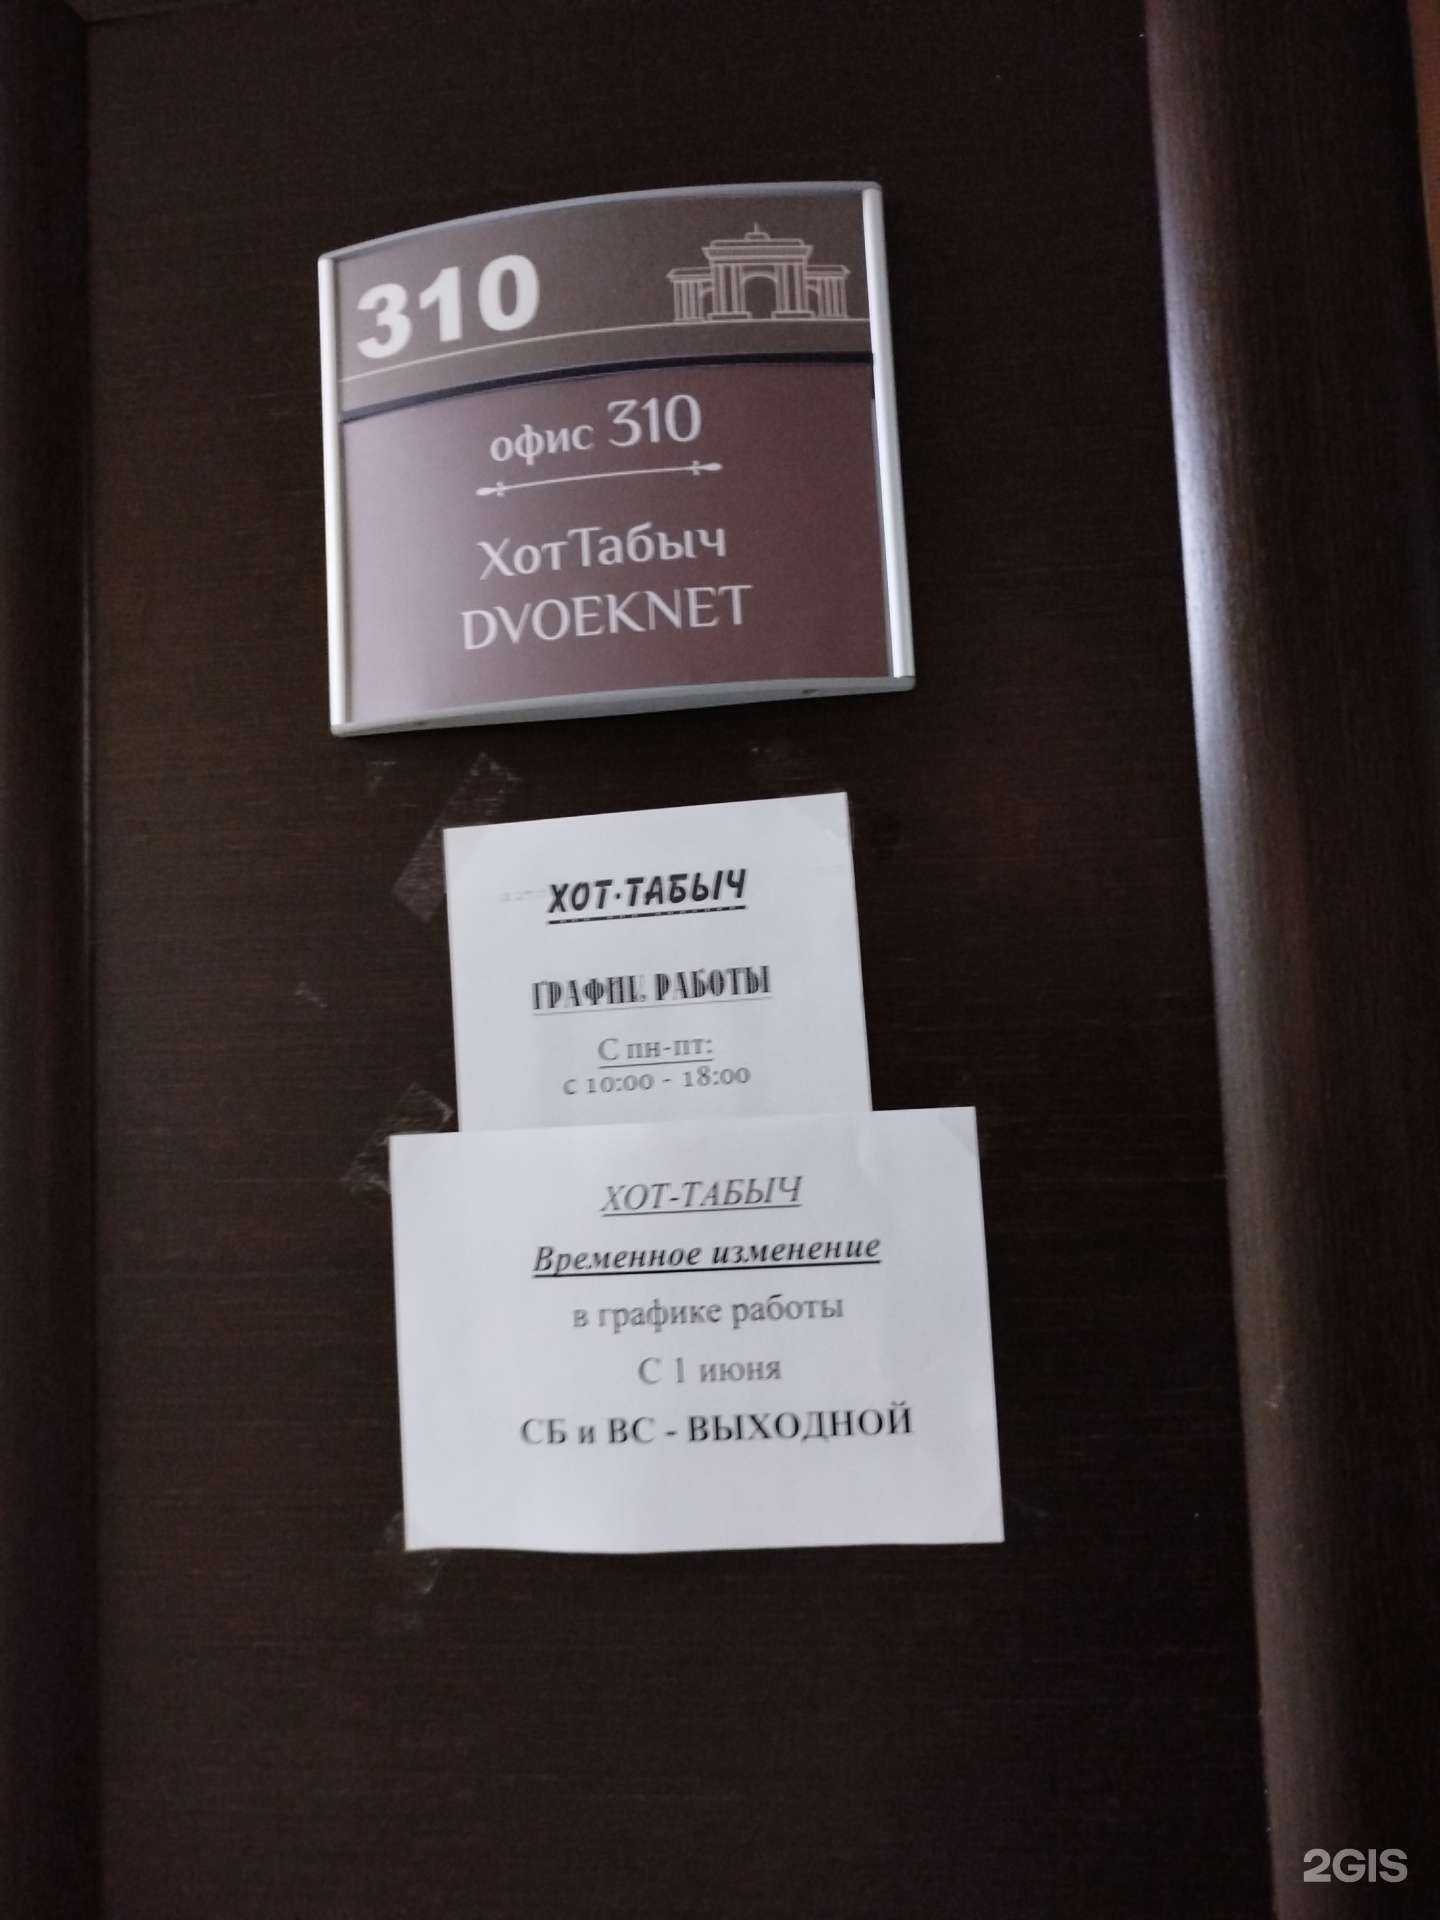 310
офис 310
ХотТабыч
DVOEKNET
ХОТ-ТАБЫЧ
ГРАФИК РАБОТЫ
С пн-пт:
с 10:00 - 18:00
ХОТ-ТАБЫЧ
Временное изменение
в графике работы
С 1 июня
СБ и ВС - ВЫХОДНОЙ
2GIS